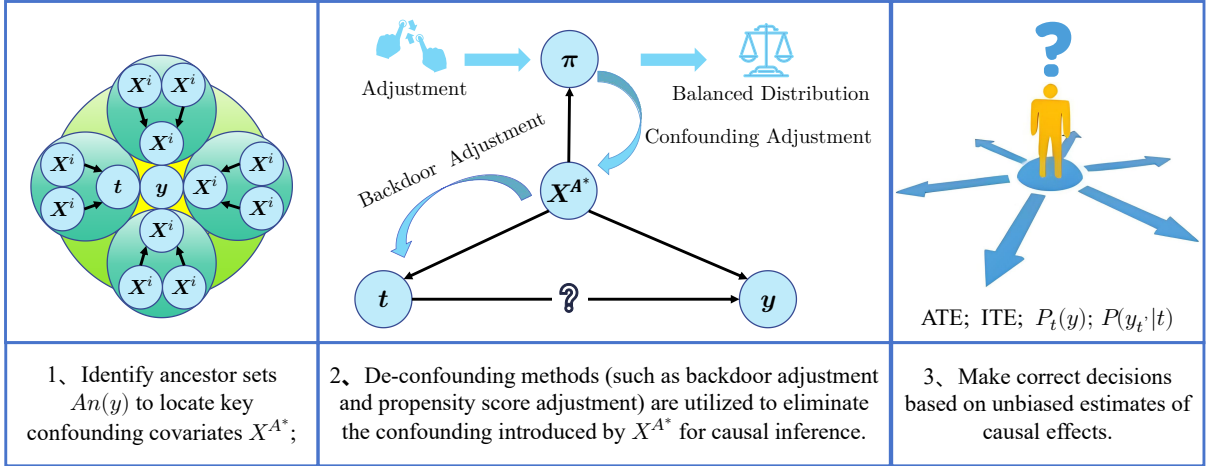 X^i X^i
X^i
X^i X^i
t y X^i
X^i X^i
X^i
X^i X^i
Adjustment
π
Balanced Distribution
Confounding Adjustment
Backdoor Adjustment
X^{A*}
t ? y
?
ATE; ITE; P_t(y); P(y_{t'}|t)
1、Identify ancestor sets
An(y) to locate key
confounding covariates X^{A*};
2、De-confounding methods (such as backdoor adjustment
and propensity score adjustment) are utilized to eliminate
the confounding introduced by X^{A*} for causal inference.
3、Make correct decisions
based on unbiased estimates of
causal effects.